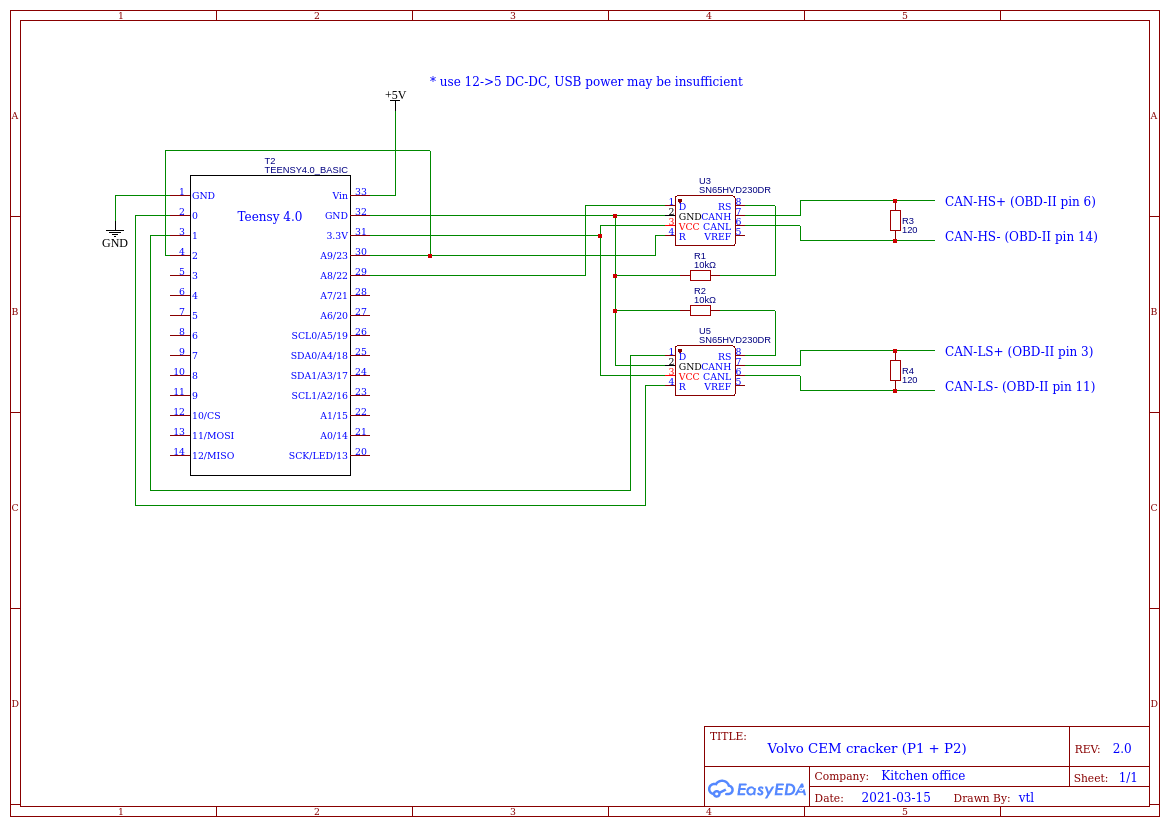 1 2 3 4 5
* use 12->5 DC-DC, USB power may be insufficient
+5V
A A
T2
TEENSY4.0_BASIC
Teensy 4.0
1 GND Vin 33
2 0 GND 32
3 1 3.3V 31
4 2 A9/23 30
5 3 A8/22 29
6 4 A7/21 28
7 5 A6/20 27
8 6 SCL0/A5/19 26
9 7 SDA0/A4/18 25
10 8 SDA1/A3/17 24
11 9 SCL1/A2/16 23
12 10/CS A1/15 22
13 11/MOSI A0/14 21
14 12/MISO SCK/LED/13 20
GND
U3
SN65HVD230DR
1 D RS 8
2 GND CANH 7
3 VCC CANL 6
4 R VREF 5
R1
10kΩ
R2
10kΩ
U5
SN65HVD230DR
1 D RS 8
2 GND CANH 7
3 VCC CANL 6
4 R VREF 5
CAN-HS+ (OBD-II pin 6)
R3
120
CAN-HS- (OBD-II pin 14)
CAN-LS+ (OBD-II pin 3)
R4
120
CAN-LS- (OBD-II pin 11)
B B
C C
D D
TITLE:
Volvo CEM cracker (P1 + P2)
REV: 2.0
EasyEDA
Company: Kitchen office
Sheet: 1/1
Date: 2021-03-15 Drawn By: vtl
1 2 3 4 5